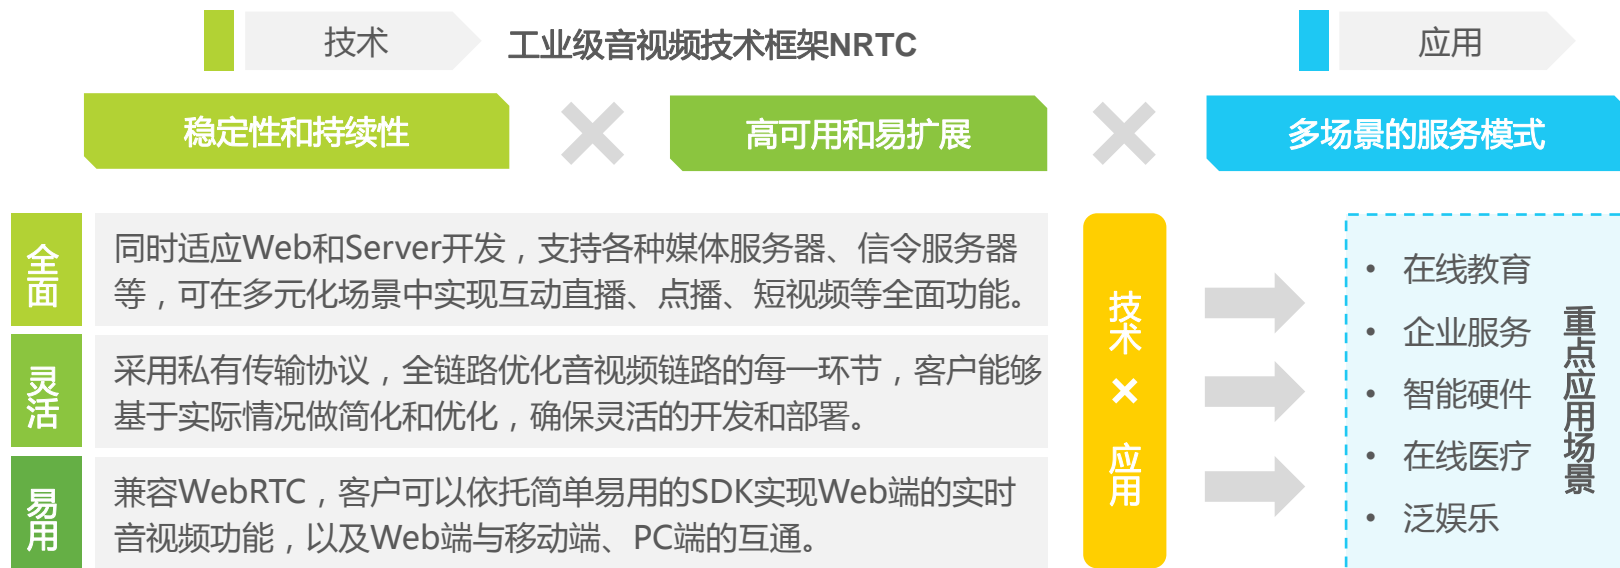 技术
工业级音视频技术框架NRTC
应用
稳定性和持续性
高可用和易扩展
多场景的服务模式
全面
同时适应Web和Server开发，支持各种媒体服务器、信令服务器
等，可在多元化场景中实现互动直播、点播、短视频等全面功能。
灵活
采用私有传输协议，全链路优化音视频链路的每一环节，客户能够
基于实际情况做简化和优化，确保灵活的开发和部署。
易用
兼容WebRTC，客户可以依托简单易用的SDK实现Web端的实时
音视频功能，以及Web端与移动端、PC端的互通。
技术×应用
• 在线教育
• 企业服务
• 智能硬件
• 在线医疗
• 泛娱乐
重点应用场景